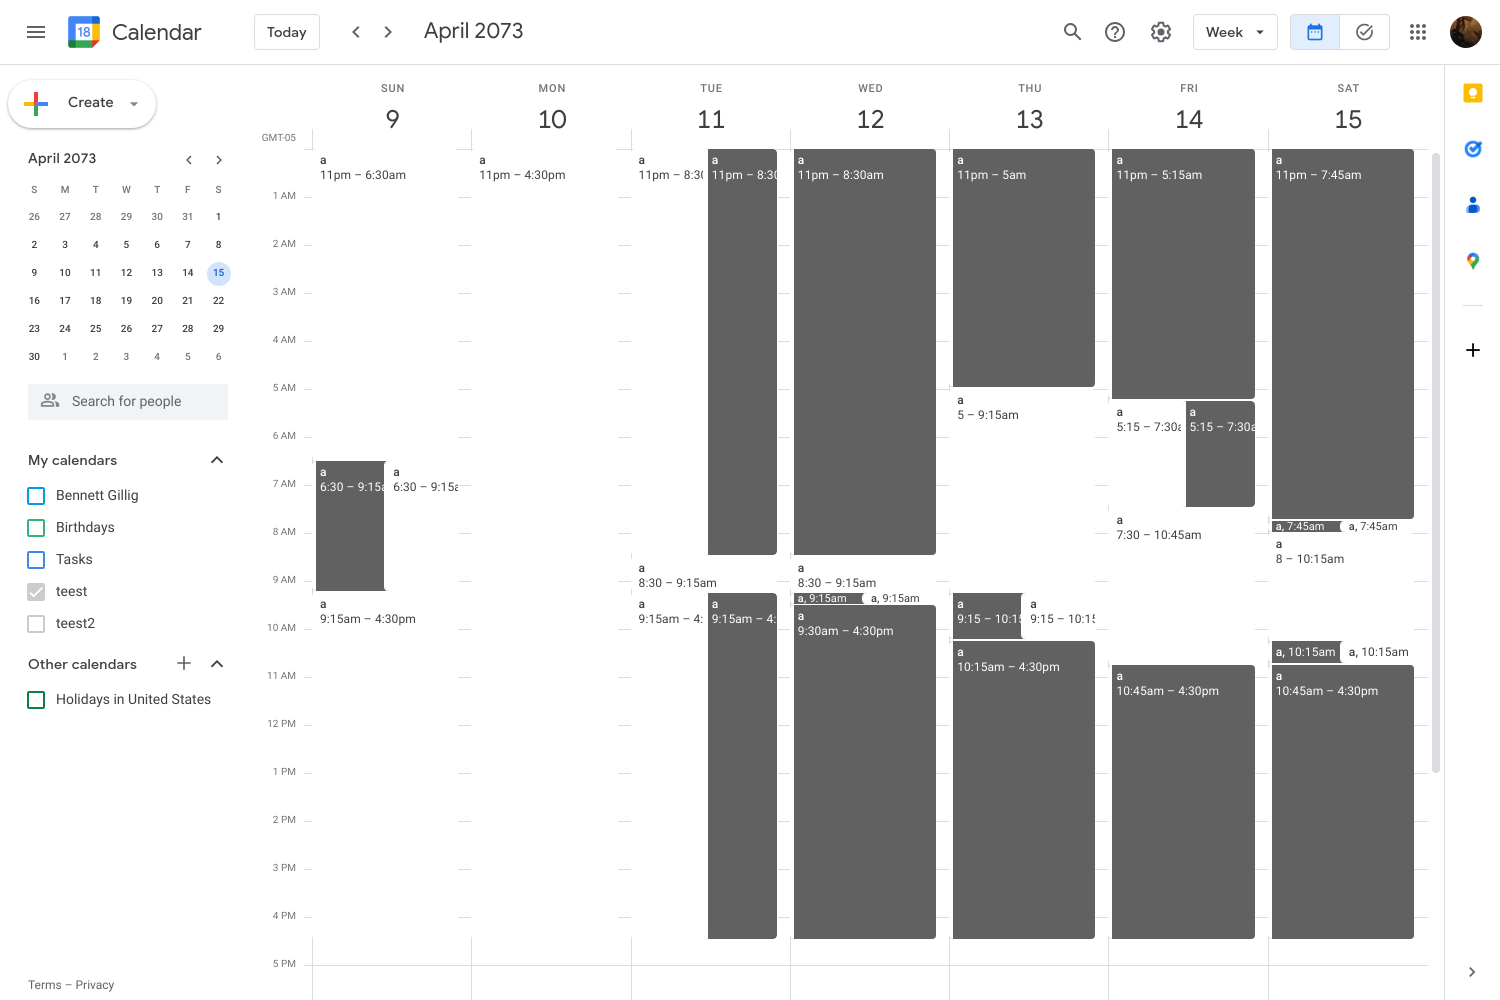 18 Calendar
Today
April 2073
Week
Create
April 2073
S M T W T F S
26 27 28 29 30 31 1
2 3 4 5 6 7 8
9 10 11 12 13 14 15
16 17 18 19 20 21 22
23 24 25 26 27 28 29
30 1 2 3 4 5 6
Search for people
My calendars
Bennett Gillig
Birthdays
Tasks
teest
teest2
Other calendars
Holidays in United States
Terms – Privacy
SUN MON TUE WED THU FRI SAT
9 10 11 12 13 14 15
GMT-05
1 AM
2 AM
3 AM
4 AM
5 AM
6 AM
7 AM
8 AM
9 AM
10 AM
11 AM
12 PM
1 PM
2 PM
3 PM
4 PM
5 PM
a
11pm – 6:30am
a
6:30 – 9:15a
a
6:30 – 9:15a
a
9:15am – 4:30pm
a
11pm – 4:30pm
a
11pm – 8:30
a
11pm – 8:30
a
8:30 – 9:15am
a
9:15am – 4:
a
9:15am – 4:
a
11pm – 8:30am
a
8:30 – 9:15am
a, 9:15am
a, 9:15am
a
9:30am – 4:30pm
a
11pm – 5am
a
5 – 9:15am
a
9:15 – 10:15
a
9:15 – 10:15
a
10:15am – 4:30pm
a
11pm – 5:15am
a
5:15 – 7:30a
a
5:15 – 7:30a
a
7:30 – 10:45am
a
10:45am – 4:30pm
a
11pm – 7:45am
a, 7:45am
a, 7:45am
a
8 – 10:15am
a, 10:15am
a, 10:15am
a
10:45am – 4:30pm